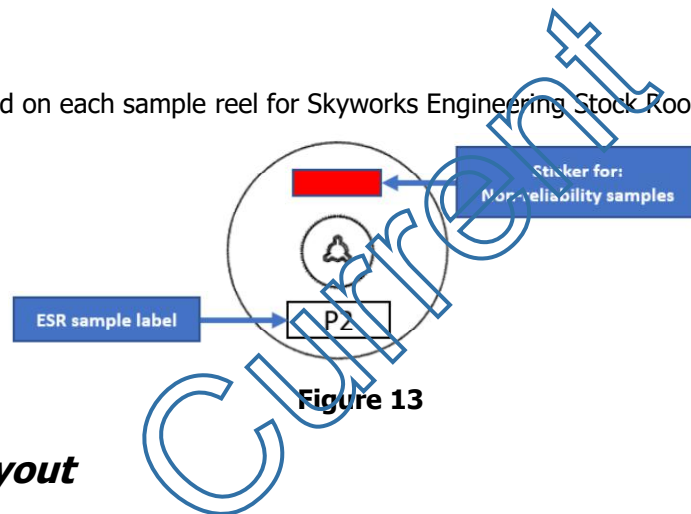 d on each sample reel for Skyworks Engineering Stock Roo
Sticker for:
Non-reliability samples
ESR sample label
P2
Figure 13
yout
Current